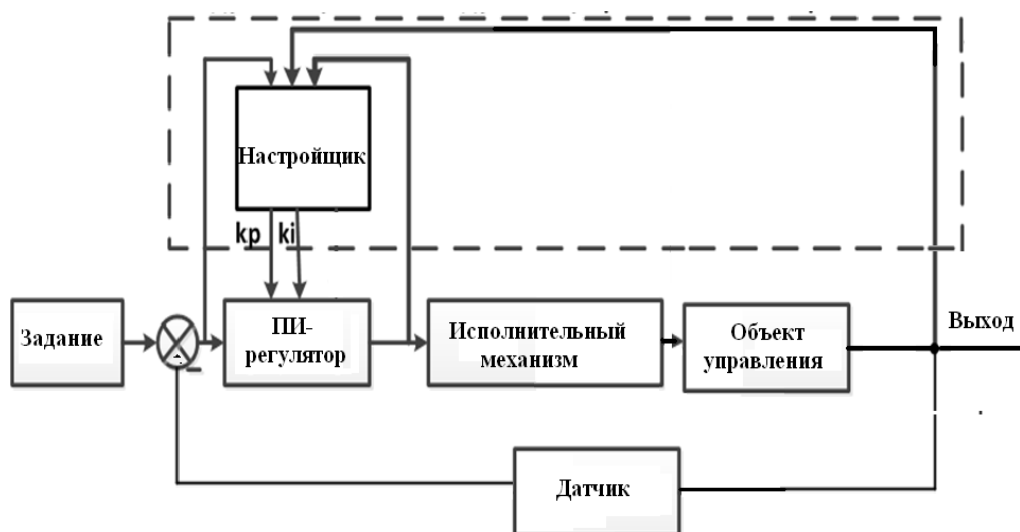 Настройщик
kp ki
Задание
ПИ-
регулятор
Исполнительный
механизм
Объект
управления
Выход
Датчик